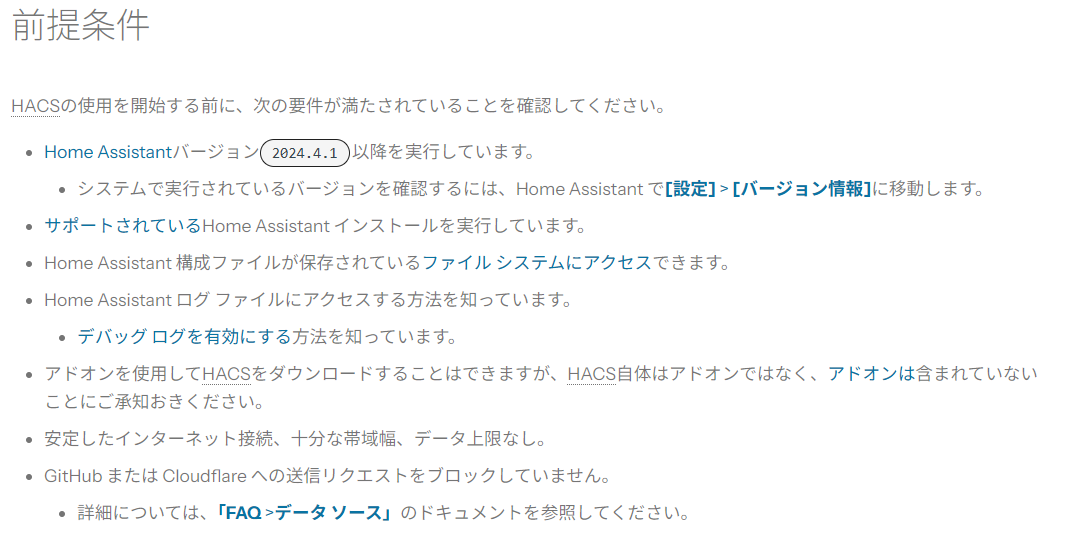 前提条件
HACSの使用を開始する前に、次の要件が満たされていることを確認してください。
Home Assistantバージョン2024.4.1以降を実行しています。
システムで実行されているバージョンを確認するには、Home Assistant で[設定] > [バージョン情報]に移動します。
サポートされているHome Assistant インストールを実行しています。
Home Assistant 構成ファイルが保存されているファイル システムにアクセスできます。
Home Assistant ログ ファイルにアクセスする方法を知っています。
デバッグ ログを有効にする方法を知っています。
アドオンを使用してHACSをダウンロードすることはできますが、HACS自体はアドオンではなく、アドオンは含まれていない
ことにご承知おきください。
安定したインターネット接続、十分な帯域幅、データ上限なし。
GitHub または Cloudflare への送信リクエストをブロックしていません。
詳細については、「FAQ >データ ソース」のドキュメントを参照してください。